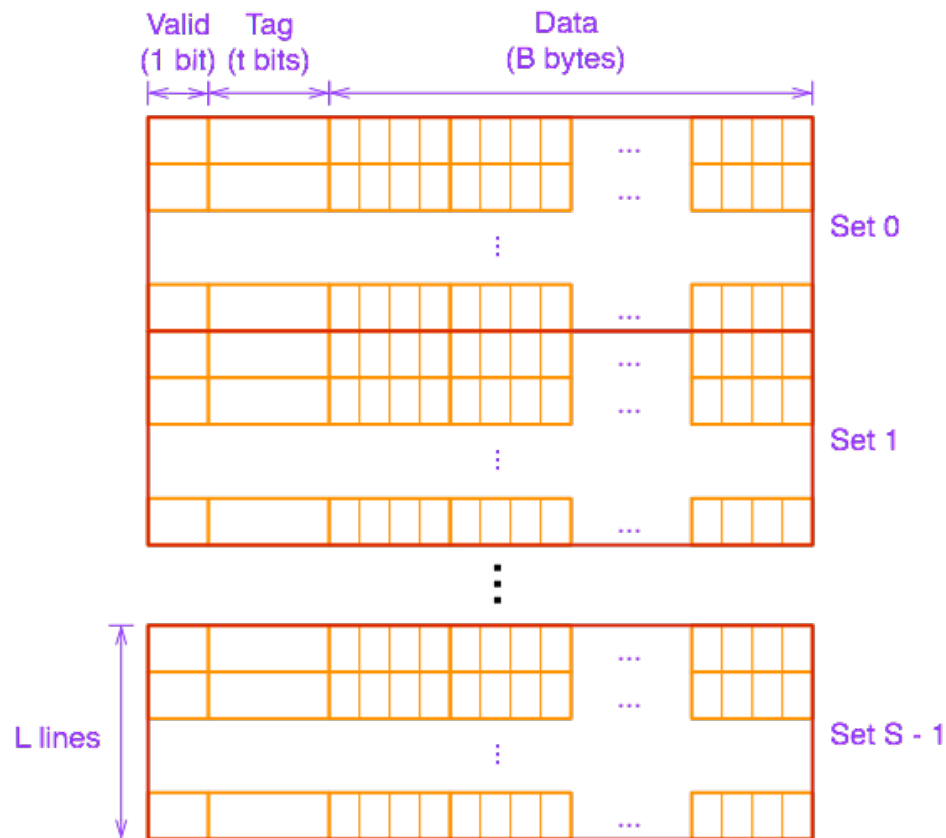 Valid Tag Data
(1 bit) (t bits) (B bytes)
...
...
Set 0
⋮
...
...
...
Set 1
⋮
...
⋮
...
...
L lines
Set S - 1
⋮
...